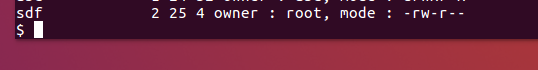 sdf 2 25 4 owner : root, mode : -rw-r--
$